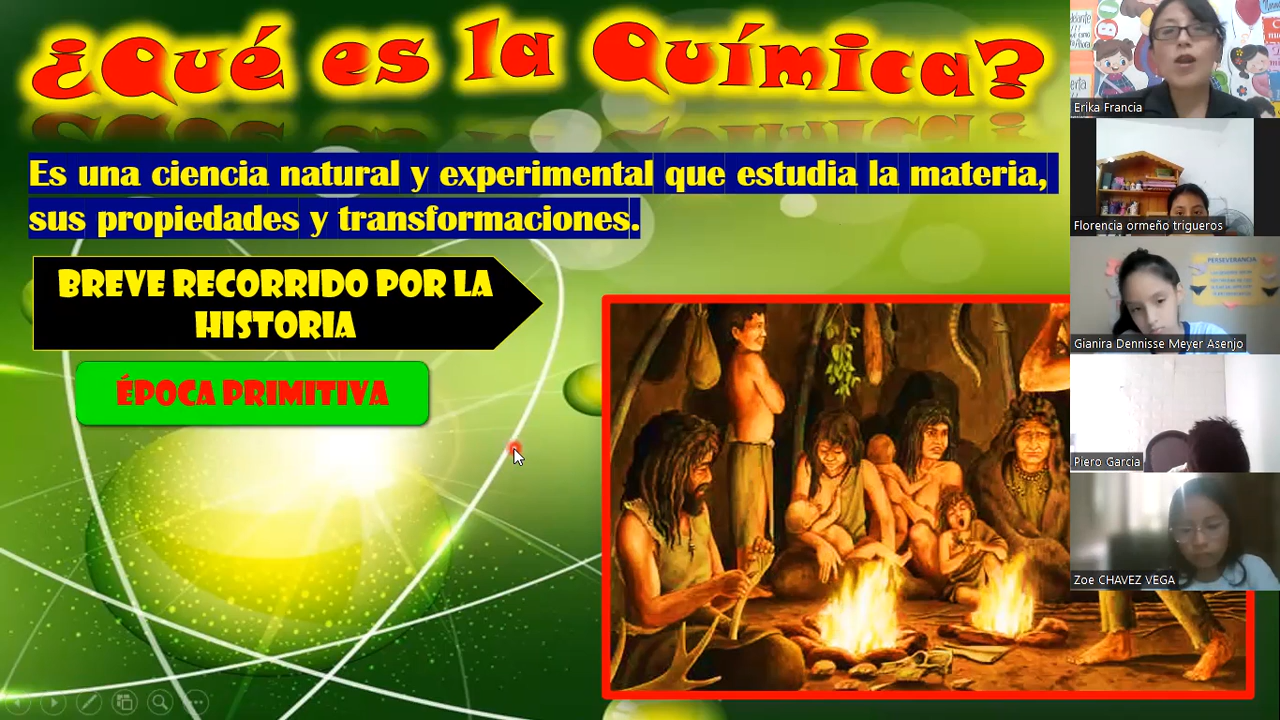 ¿Qué es la Química?
Es una ciencia natural y experimental que estudia la materia,
sus propiedades y transformaciones.
BREVE RECORRIDO POR LA
HISTORIA
ÉPOCA PRIMITIVA
Erika Francia
Florencia ormeño trigueros
PERSEVERANCIA
Gianira Dennisse Meyer Asenjo
Piero Garcia
Zoe CHAVEZ VEGA